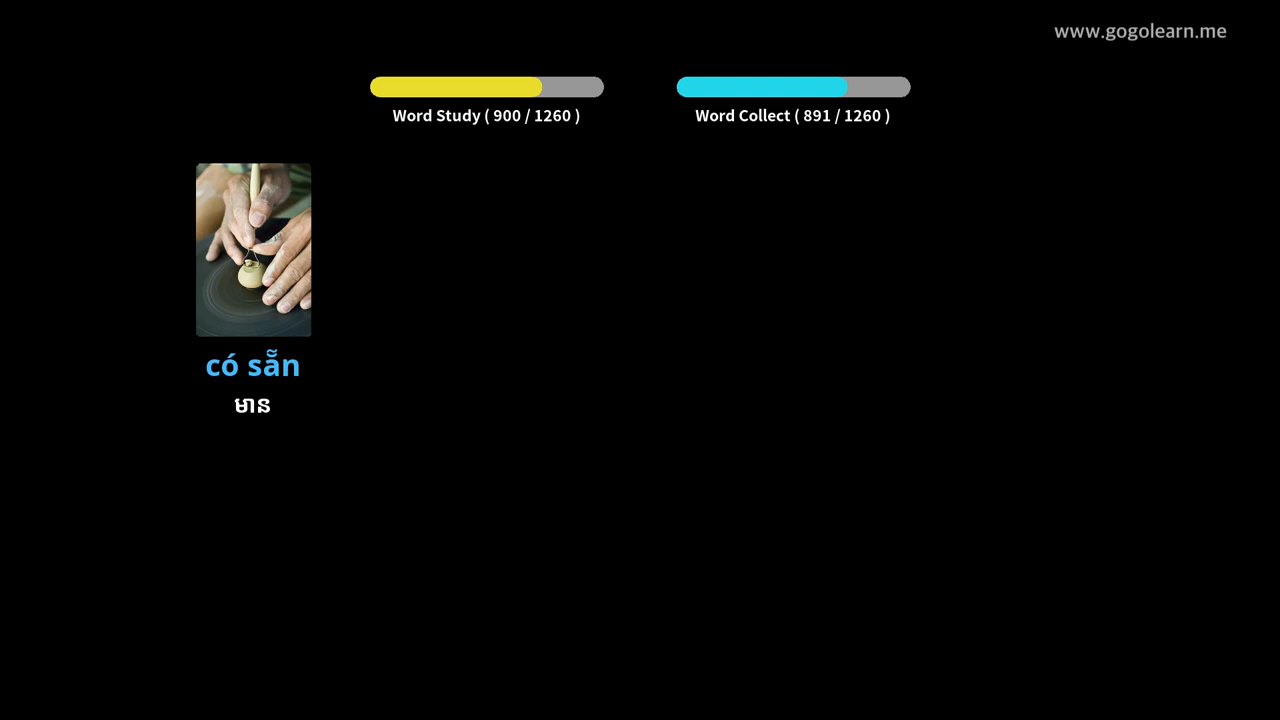 www.gogolearn.me
Word Study ( 900 / 1260 )
Word Collect ( 891 / 1260 )
có sẵn
មាន